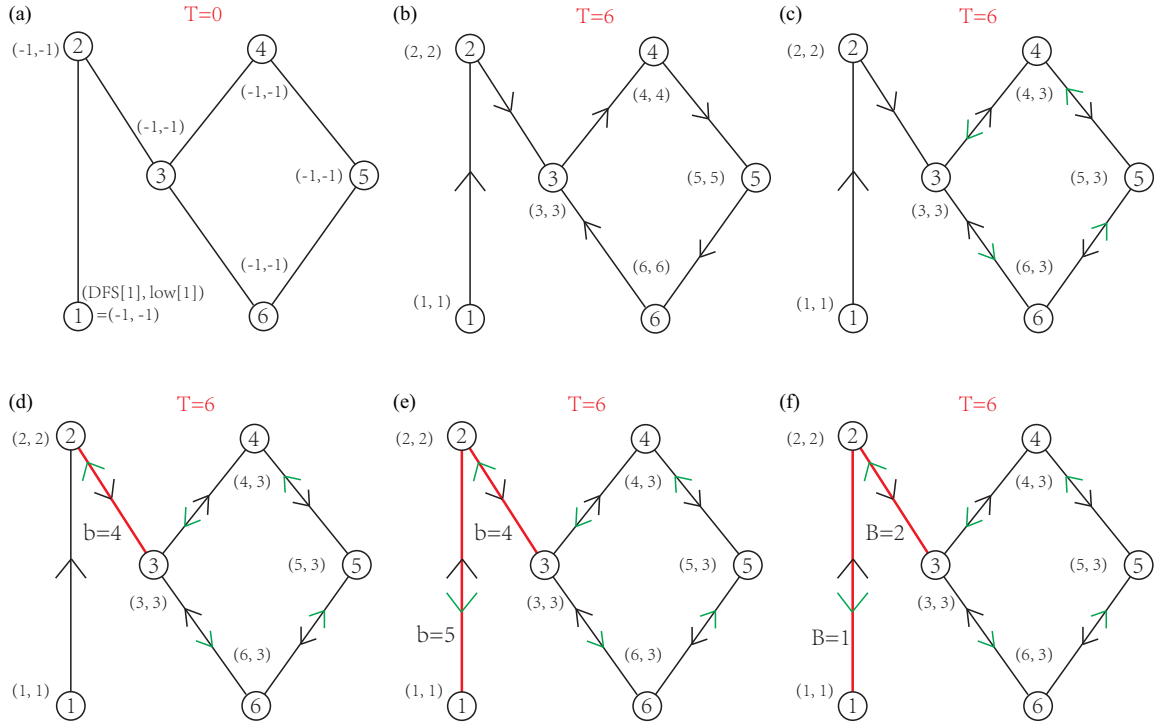 (a)
T=0
(-1,-1) 2
4
(-1,-1)
(-1,-1)
3
(-1,-1) 5
(-1,-1)
(DFS[1], low[1])
1 =(-1, -1)
6
(b)
T=6
(2, 2) 2
4
(4, 4)
3
(5, 5) 5
(3, 3)
(6, 6)
(1, 1)
1
6
(c)
T=6
(2, 2) 2
4
(4, 3)
3
(5, 3) 5
(3, 3)
(6, 3)
(1, 1)
1
6
(d)
T=6
(2, 2) 2
4
(4, 3)
b=4
3
(5, 3) 5
(3, 3)
(6, 3)
(1, 1)
1
6
(e)
T=6
(2, 2) 2
4
(4, 3)
b=4
3
(5, 3) 5
(3, 3)
b=5
(6, 3)
(1, 1)
1
6
(f)
T=6
(2, 2) 2
4
(4, 3)
B=2
3
(5, 3) 5
(3, 3)
B=1
(6, 3)
(1, 1)
1
6